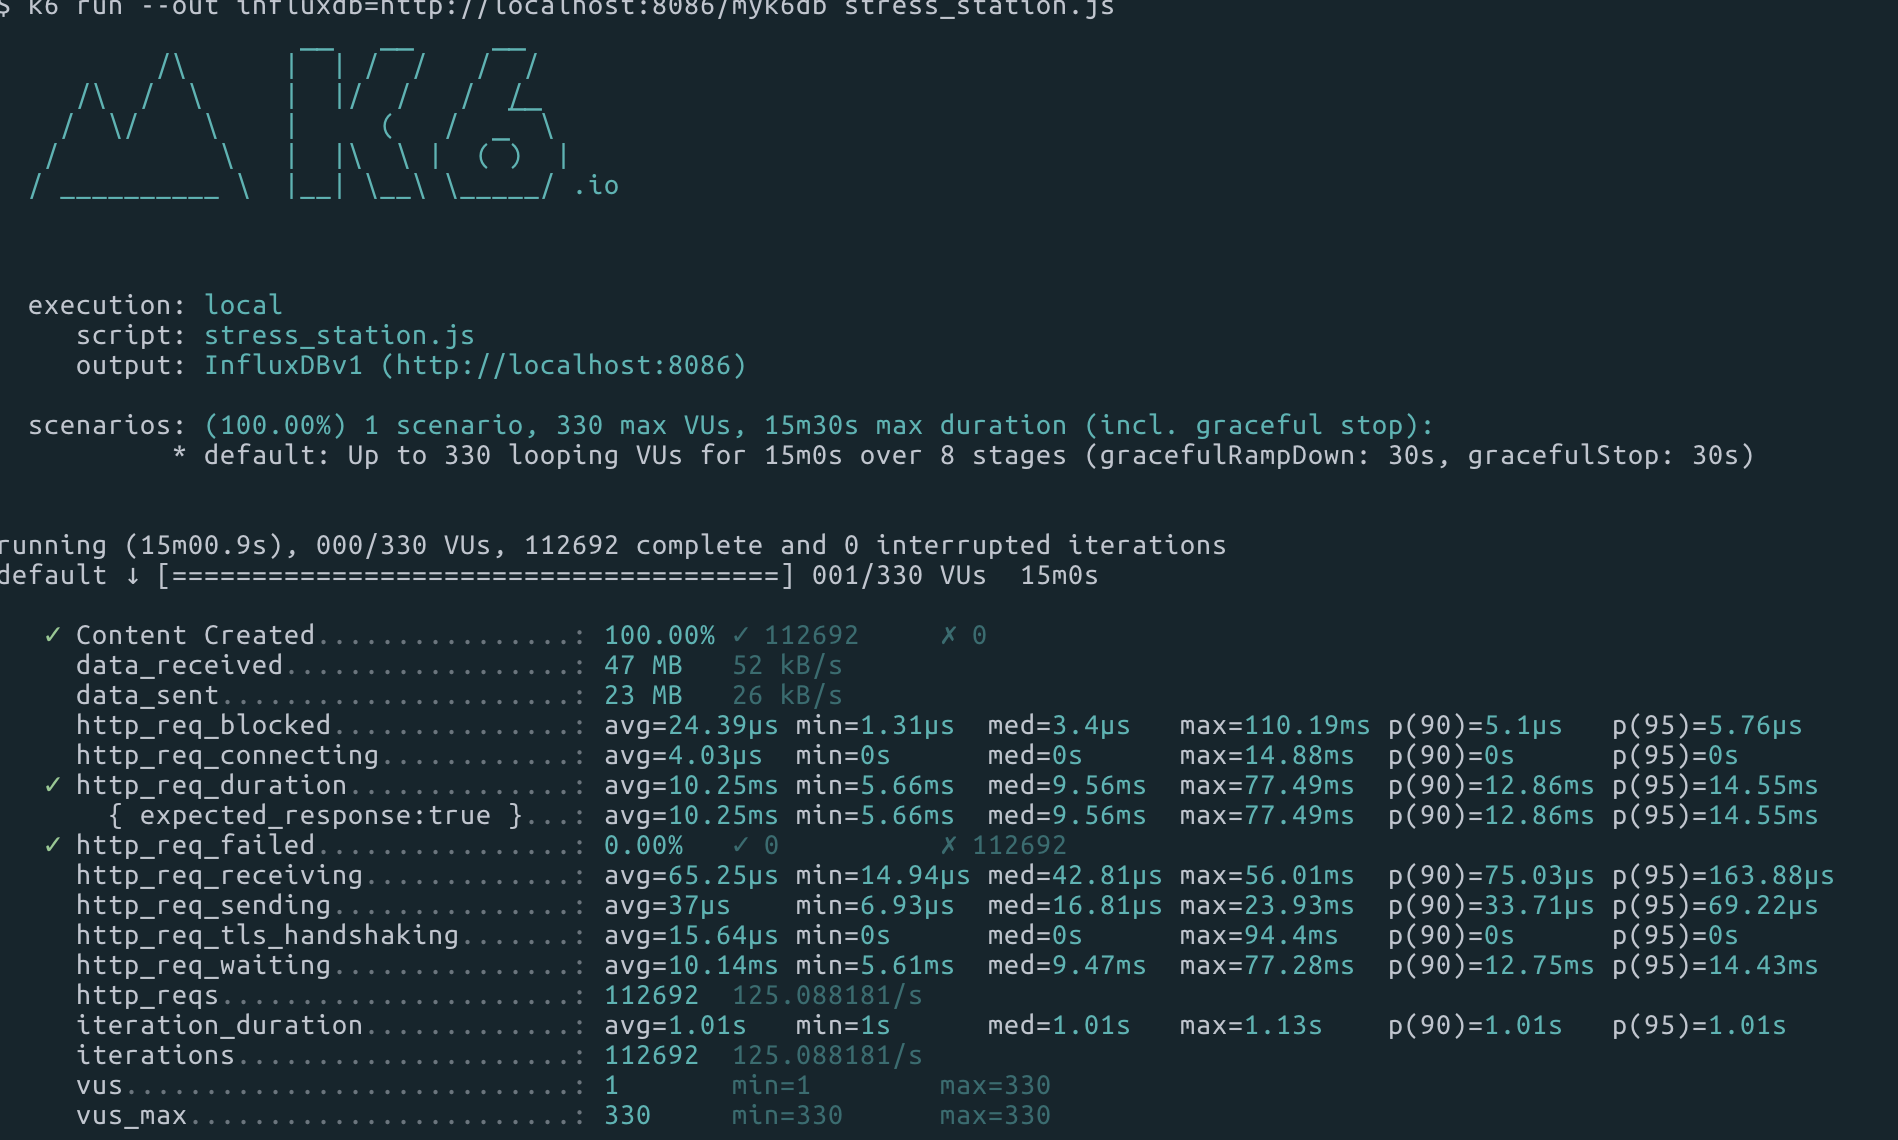 $ k6 run --out influxdb=http://localhost:8086/myk6db stress_station.js
.io
execution: local
script: stress_station.js
output: InfluxDBv1 (http://localhost:8086)
scenarios: (100.00%) 1 scenario, 330 max VUs, 15m30s max duration (incl. graceful stop):
* default: Up to 330 looping VUs for 15m0s over 8 stages (gracefulRampDown: 30s, gracefulStop: 30s)
running (15m00.9s), 000/330 VUs, 112692 complete and 0 interrupted iterations
default ↓ [======================================] 001/330 VUs  15m0s
✓ Content Created................: 100.00% ✓ 112692     ✗ 0
data_received..................: 47 MB   52 kB/s
data_sent......................: 23 MB   26 kB/s
http_req_blocked...............: avg=24.39µs min=1.31µs  med=3.4µs   max=110.19ms p(90)=5.1µs   p(95)=5.76µs
http_req_connecting............: avg=4.03µs  min=0s      med=0s      max=14.88ms  p(90)=0s      p(95)=0s
✓ http_req_duration..............: avg=10.25ms min=5.66ms  med=9.56ms  max=77.49ms  p(90)=12.86ms p(95)=14.55ms
{ expected_response:true }...: avg=10.25ms min=5.66ms  med=9.56ms  max=77.49ms  p(90)=12.86ms p(95)=14.55ms
✓ http_req_failed................: 0.00%   ✓ 0          ✗ 112692
http_req_receiving.............: avg=65.25µs min=14.94µs med=42.81µs max=56.01ms  p(90)=75.03µs p(95)=163.88µs
http_req_sending...............: avg=37µs    min=6.93µs  med=16.81µs max=23.93ms  p(90)=33.71µs p(95)=69.22µs
http_req_tls_handshaking.......: avg=15.64µs min=0s      med=0s      max=94.4ms   p(90)=0s      p(95)=0s
http_req_waiting...............: avg=10.14ms min=5.61ms  med=9.47ms  max=77.28ms  p(90)=12.75ms p(95)=14.43ms
http_reqs......................: 112692  125.088181/s
iteration_duration.............: avg=1.01s   min=1s      med=1.01s   max=1.13s    p(90)=1.01s   p(95)=1.01s
iterations.....................: 112692  125.088181/s
vus............................: 1       min=1        max=330
vus_max........................: 330     min=330      max=330